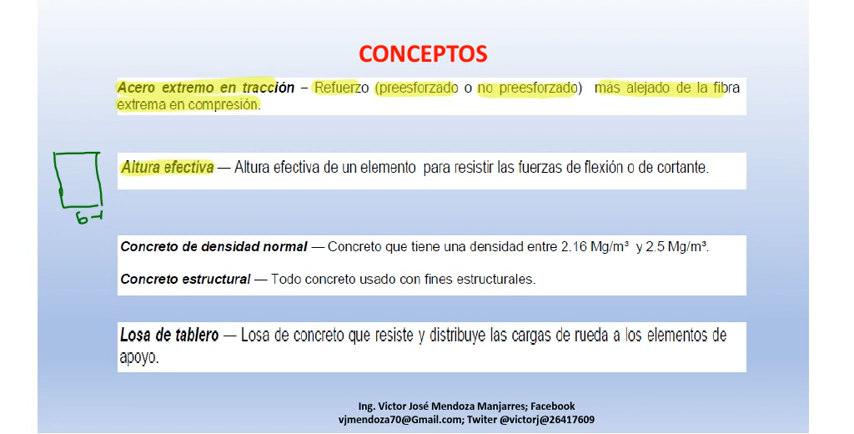 CONCEPTOS
Acero extremo en tracción – Refuerzo (preesforzado o no preesforzado) más alejado de la fibra
extrema en compresión.
Altura efectiva — Altura efectiva de un elemento para resistir las fuerzas de flexión o de cortante.
Concreto de densidad normal — Concreto que tiene una densidad entre 2.16 Mg/m³ y 2.5 Mg/m³.
Concreto estructural — Todo concreto usado con fines estructurales.
Losa de tablero — Losa de concreto que resiste y distribuye las cargas de rueda a los elementos de
apoyo.
Ing. Victor José Mendoza Manjarres; Facebook
vjmendoza70@Gmail.com; Twiter @victorj@26417609